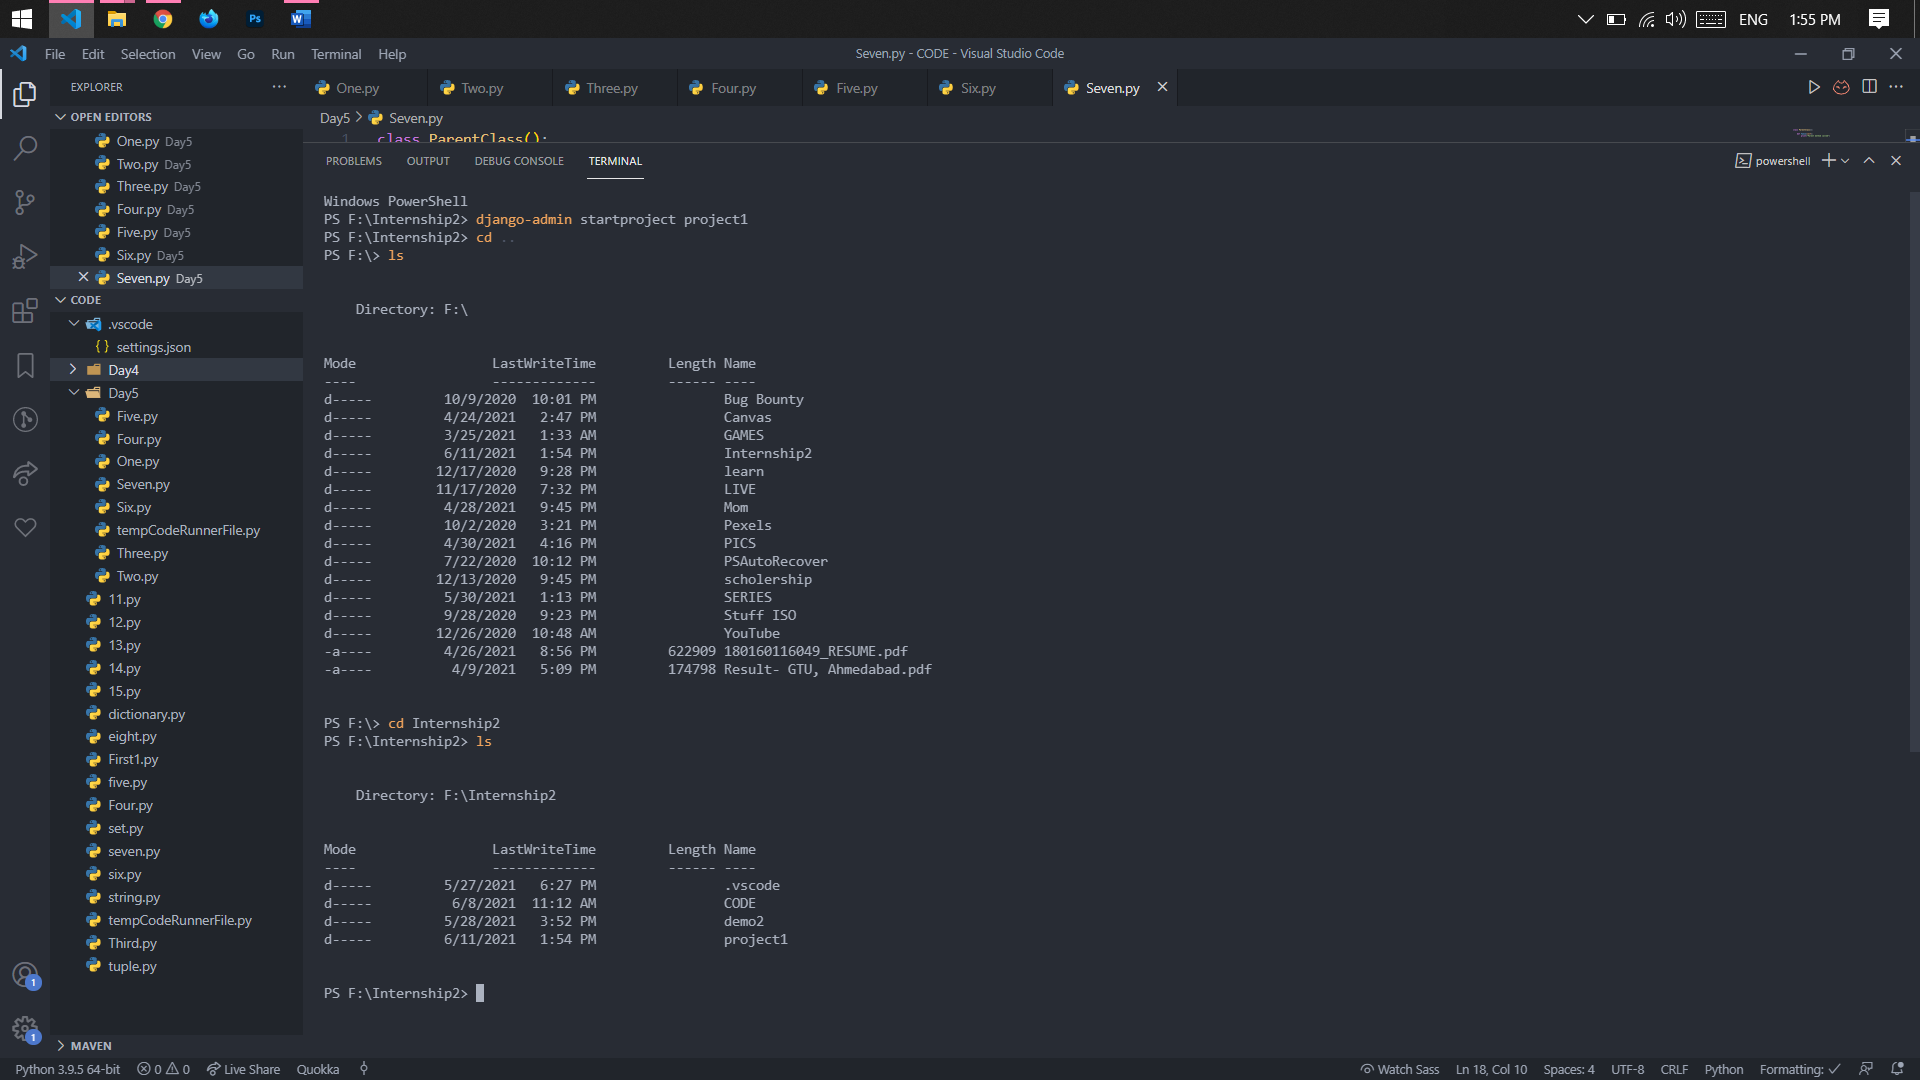 ENG 1:55 PM
File Edit Selection View Go Run Terminal Help
Seven.py - CODE - Visual Studio Code
EXPLORER
OPEN EDITORS
One.py Day5
Two.py Day5
Three.py Day5
Four.py Day5
Five.py Day5
Six.py Day5
Seven.py Day5
CODE
.vscode
{} settings.json
Day4
Day5
Five.py
Four.py
One.py
Seven.py
Six.py
tempCodeRunnerFile.py
Three.py
Two.py
11.py
12.py
13.py
14.py
15.py
dictionary.py
eight.py
First1.py
five.py
Four.py
set.py
seven.py
six.py
string.py
tempCodeRunnerFile.py
Third.py
tuple.py
MAVEN
One.py Two.py Three.py Four.py Five.py Six.py Seven.py
Day5 > Seven.py
1 class ParentClass():
PROBLEMS OUTPUT DEBUG CONSOLE TERMINAL
powershell
Windows PowerShell
PS F:\Internship2> django-admin startproject project1
PS F:\Internship2> cd ..
PS F:\> ls
Directory: F:\
Mode LastWriteTime Length Name
---- ------------- ------ ----
d----- 10/9/2020 10:01 PM Bug Bounty
d----- 4/24/2021 2:47 PM Canvas
d----- 3/25/2021 1:33 AM GAMES
d----- 6/11/2021 1:54 PM Internship2
d----- 12/17/2020 9:28 PM learn
d----- 11/17/2020 7:32 PM LIVE
d----- 4/28/2021 9:45 PM Mom
d----- 10/2/2020 3:21 PM Pexels
d----- 4/30/2021 4:16 PM PICS
d----- 7/22/2020 10:12 PM PSAutoRecover
d----- 12/13/2020 9:45 PM scholership
d----- 5/30/2021 1:13 PM SERIES
d----- 9/28/2020 9:23 PM Stuff ISO
d----- 12/26/2020 10:48 AM YouTube
-a---- 4/26/2021 8:56 PM 622909 180160116049_RESUME.pdf
-a---- 4/9/2021 5:09 PM 174798 Result- GTU, Ahmedabad.pdf
PS F:\> cd Internship2
PS F:\Internship2> ls
Directory: F:\Internship2
Mode LastWriteTime Length Name
---- ------------- ------ ----
d----- 5/27/2021 6:27 PM .vscode
d----- 6/8/2021 11:12 AM CODE
d----- 5/28/2021 3:52 PM demo2
d----- 6/11/2021 1:54 PM project1
PS F:\Internship2>
1
1
Python 3.9.5 64-bit 0 0 Live Share Quokka Watch Sass Ln 18, Col 10 Spaces: 4 UTF-8 CRLF Python Formatting: ✓